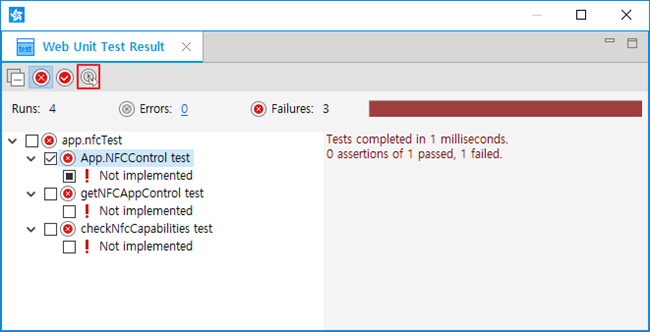 Test Web Unit Test Result
Runs: 4 Errors: 0 Failures: 3
app.nfcTest
App.NFCControl test
Not implemented
getNFCAppControl test
Not implemented
checkNfcCapabilities test
Not implemented
Tests completed in 1 milliseconds.
0 assertions of 1 passed, 1 failed.